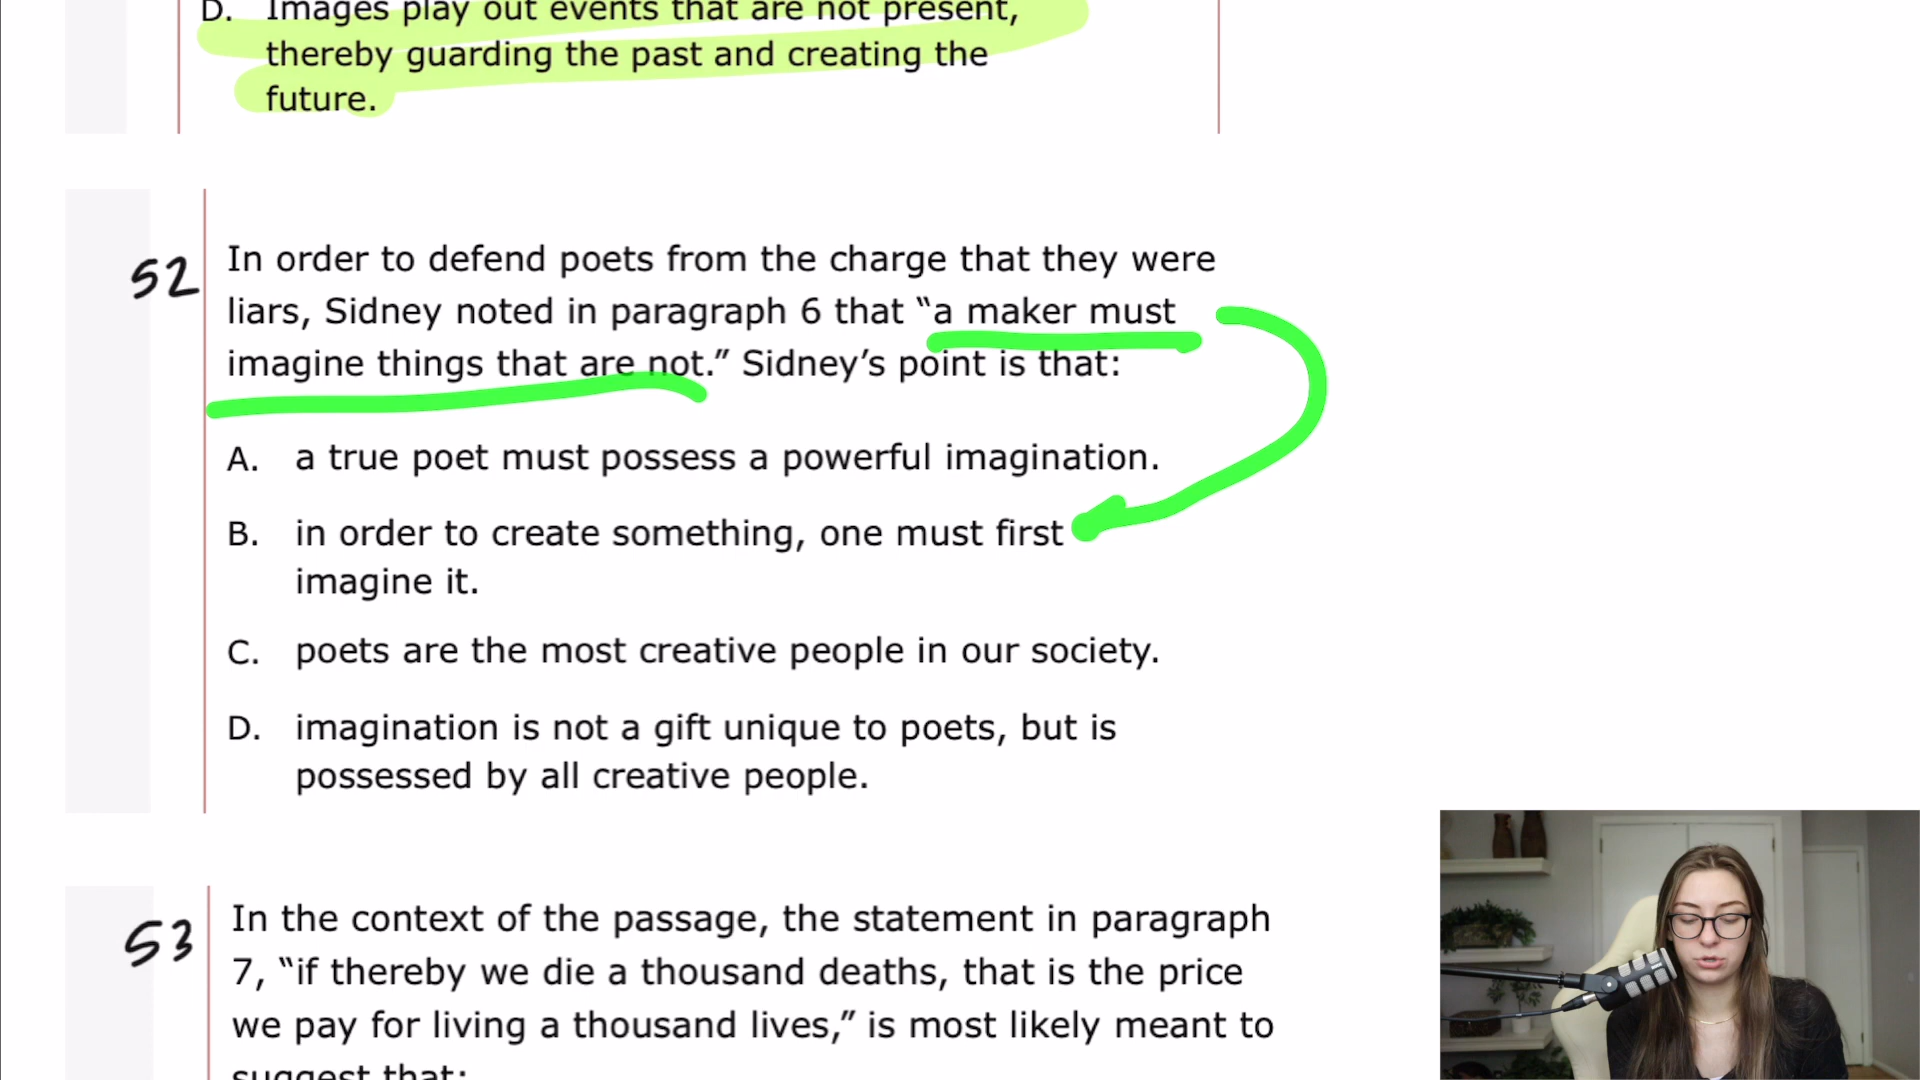 D. Images play out events that are not present,
thereby guarding the past and creating the
future.
52
In order to defend poets from the charge that they were
liars, Sidney noted in paragraph 6 that “a maker must
imagine things that are not.” Sidney’s point is that:
A. a true poet must possess a powerful imagination.
B. in order to create something, one must first
imagine it.
C. poets are the most creative people in our society.
D. imagination is not a gift unique to poets, but is
possessed by all creative people.
53
In the context of the passage, the statement in paragraph
7, “if thereby we die a thousand deaths, that is the price
we pay for living a thousand lives,” is most likely meant to
suggest that: